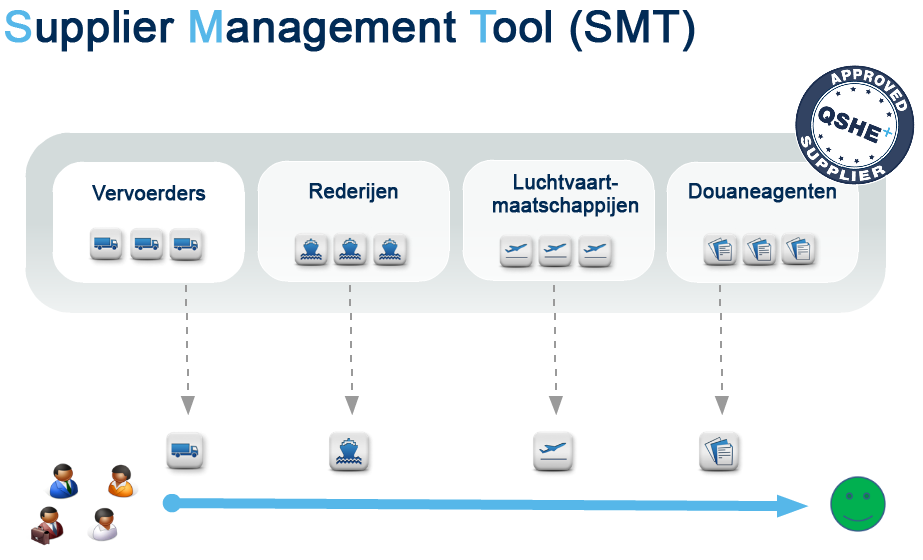 Supplier Management Tool (SMT)
APPROVED
QSHE+
SUPPLIER
Vervoerders
Rederijen
Luchtvaart-
maatschappijen
Douaneagenten